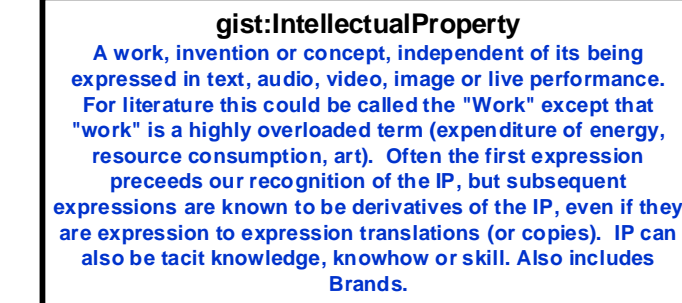 gist:IntellectualProperty
A work, invention or concept, independent of its being
expressed in text, audio, video, image or live performance.
For literature this could be called the "Work" except that
"work" is a highly overloaded term (expenditure of energy,
resource consumption, art).  Often the first expression
preceeds our recognition of the IP, but subsequent
expressions are known to be derivatives of the IP, even if they
are expression to expression translations (or copies).  IP can
also be tacit knowledge, knowhow or skill. Also includes
Brands.